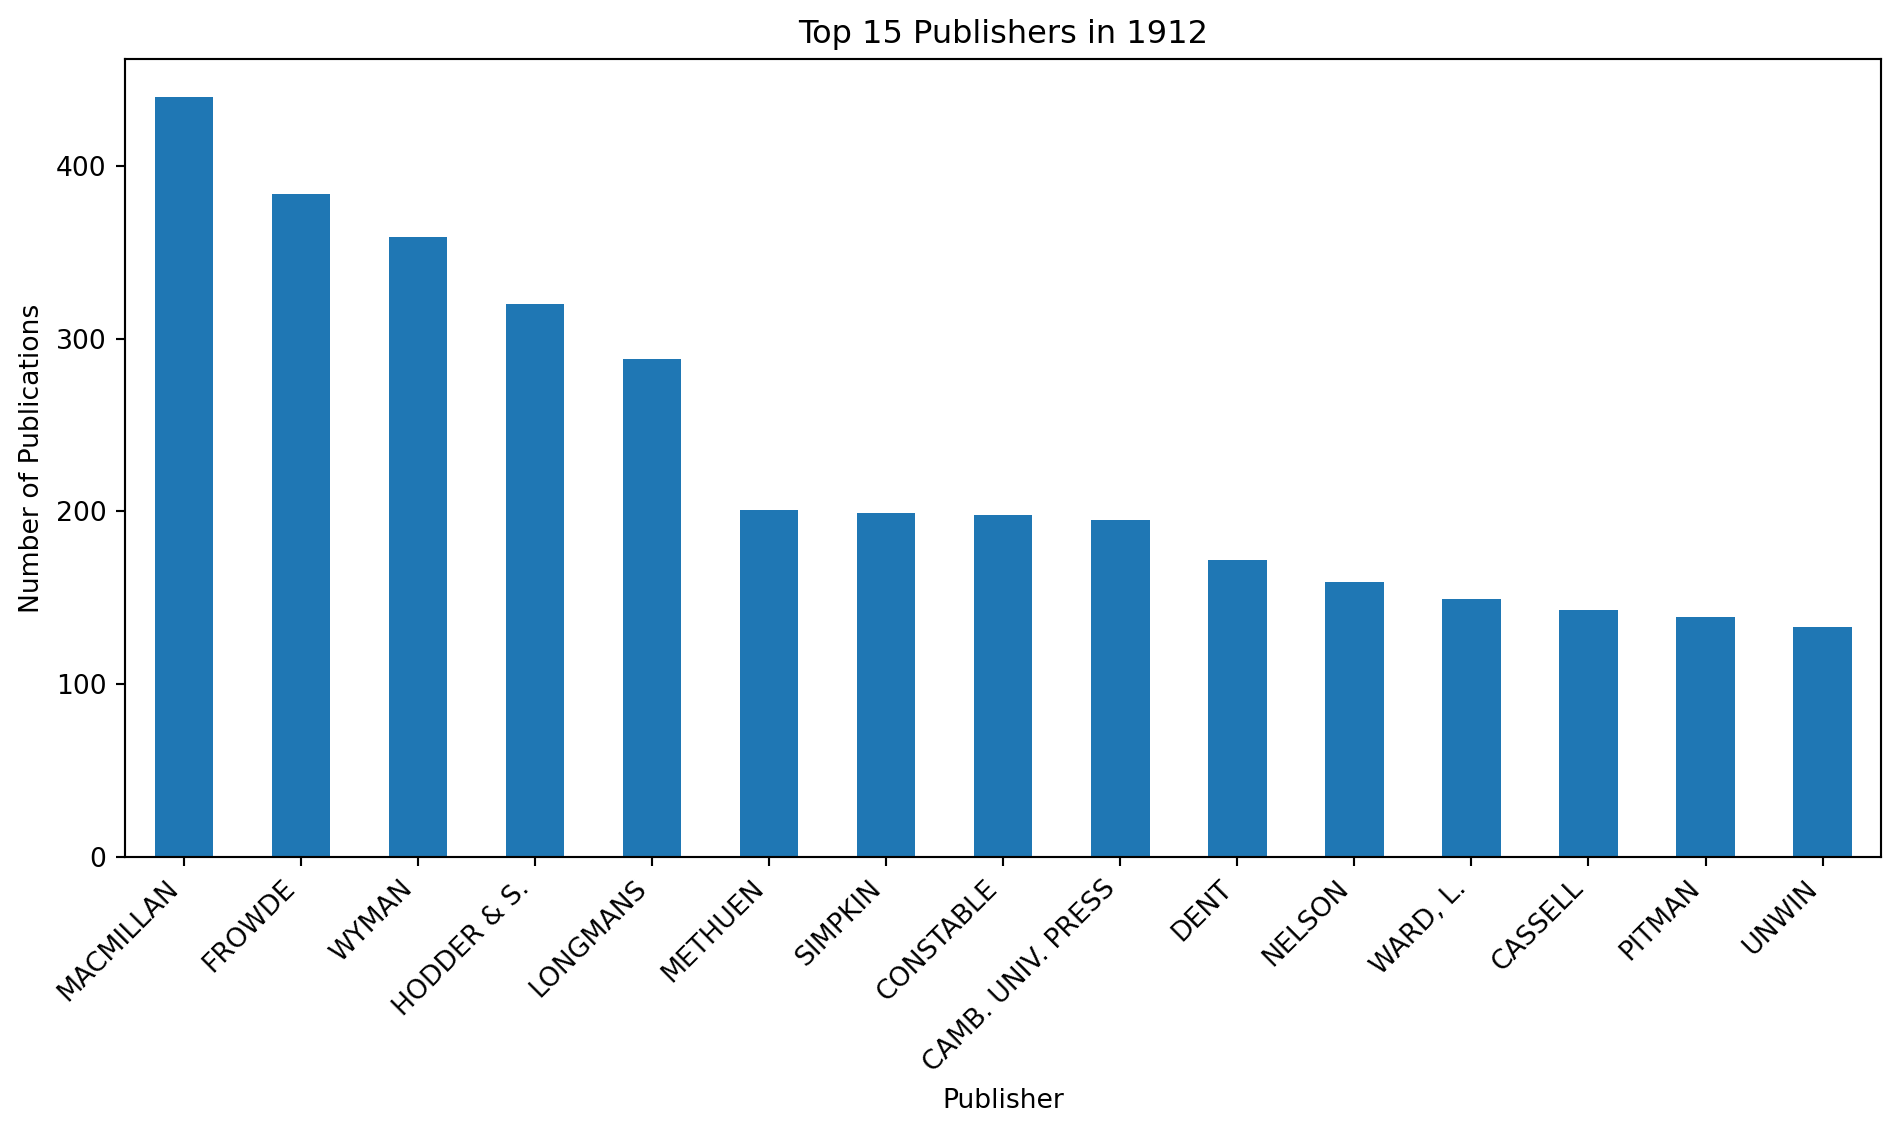 Top 15 Publishers in 1912
Number of Publications
400
300
200
100
0
MACMILLAN
FROWDE
WYMAN
HODDER & S.
LONGMANS
METHUEN
SIMPKIN
CONSTABLE
CAMB. UNIV. PRESS
DENT
NELSON
WARD, L.
CASSELL
PITMAN
UNWIN
Publisher